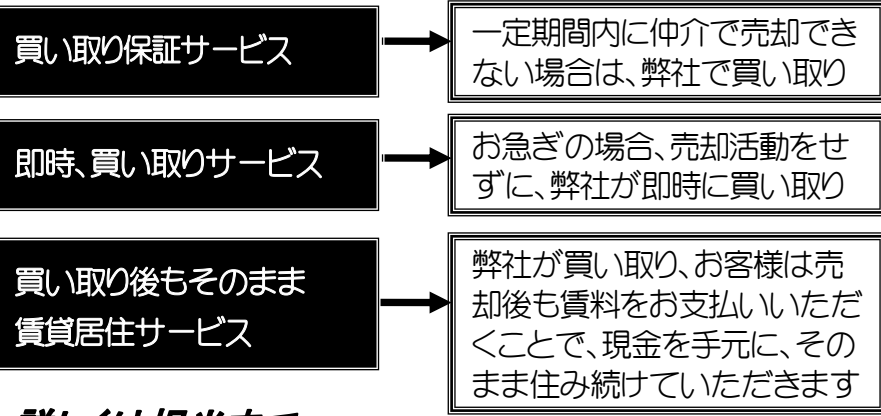 買い取り保証サービス
一定期間内に仲介で売却でき
ない場合は、弊社で買い取り
即時、買い取りサービス
お急ぎの場合、売却活動をせ
ずに、弊社が即時に買い取り
買い取り後もそのまま
賃貸居住サービス
弊社が買い取り、お客様は売
却後も賃料をお支払いいただ
くことで、現金を手元に、その
まま住み続けていただきます